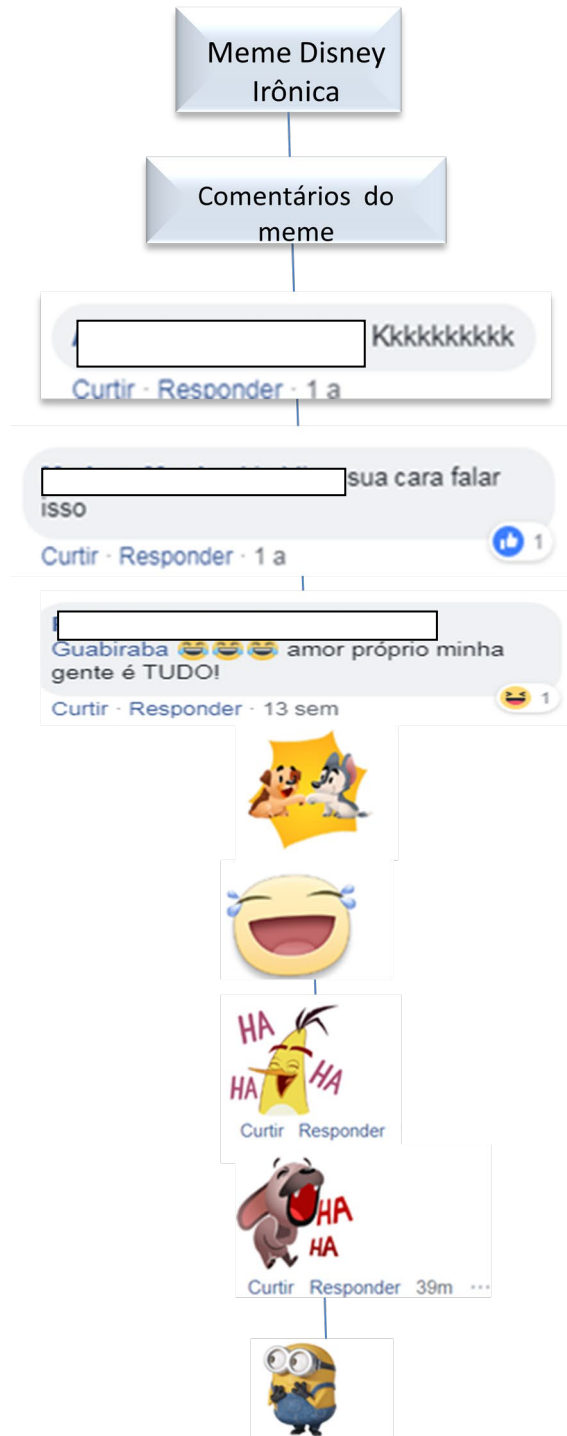 Meme Disney
Irônica
Comentários do
meme
Kkkkkkkkkk
Curtir · Responder · 1 a
sua cara falar
isso
1
Curtir · Responder · 1 a
Guabiraba 😂😂😂 amor próprio minha
gente é TUDO!
1
Curtir · Responder · 13 sem
HA
HA HA
Curtir Responder
HA
HA
Curtir Responder 39m ···